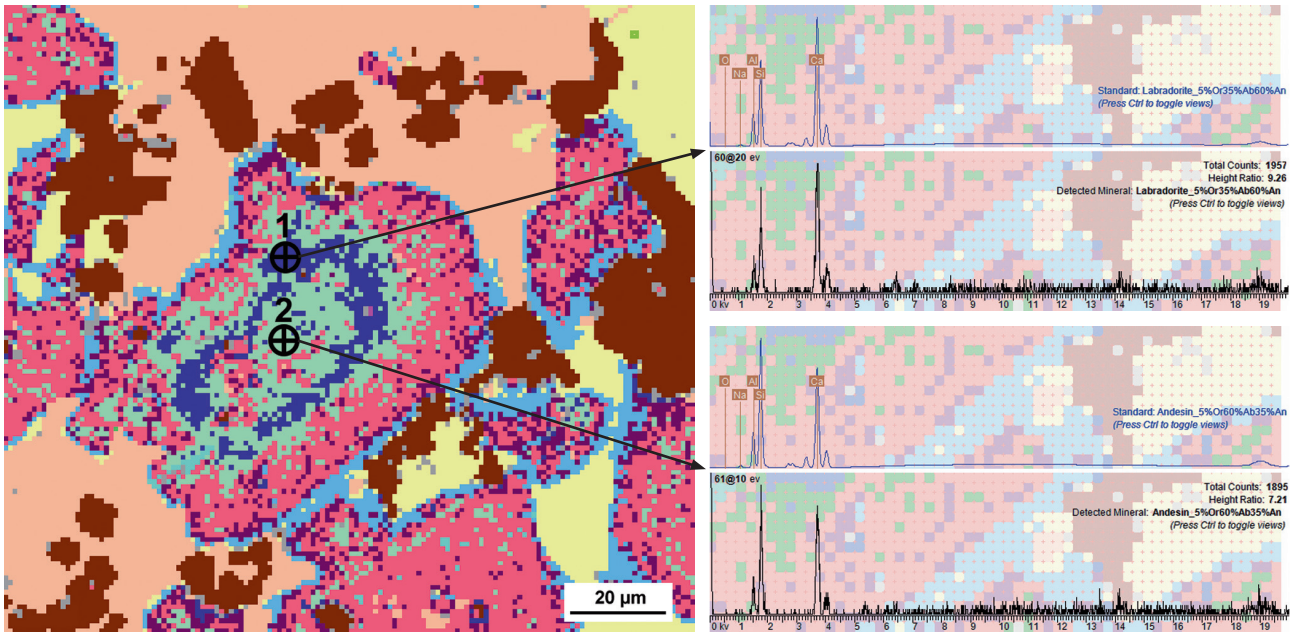 1
2
20 µm
O
Al
Ca
Na
Si
Standard: Labradorite_5%Or35%Ab60%An
(Press Ctrl to toggle views)
60@20 ev
Total Counts: 1957
Height Ratio: 9.26
Detected Mineral: Labradorite_5%Or35%Ab60%An
(Press Ctrl to toggle views)
0 kv 1 2 3 4 5 6 7 8 9 10 11 12 13 14 15 16 17 18 19
O
Al
Ca
Na
Si
Standard: Andesin_5%Or60%Ab35%An
(Press Ctrl to toggle views)
61@10 ev
Total Counts: 1895
Height Ratio: 7.21
Detected Mineral: Andesin_5%Or60%Ab35%An
(Press Ctrl to toggle views)
0 kv 1 2 3 4 5 6 7 8 9 10 11 12 13 14 15 16 17 18 19